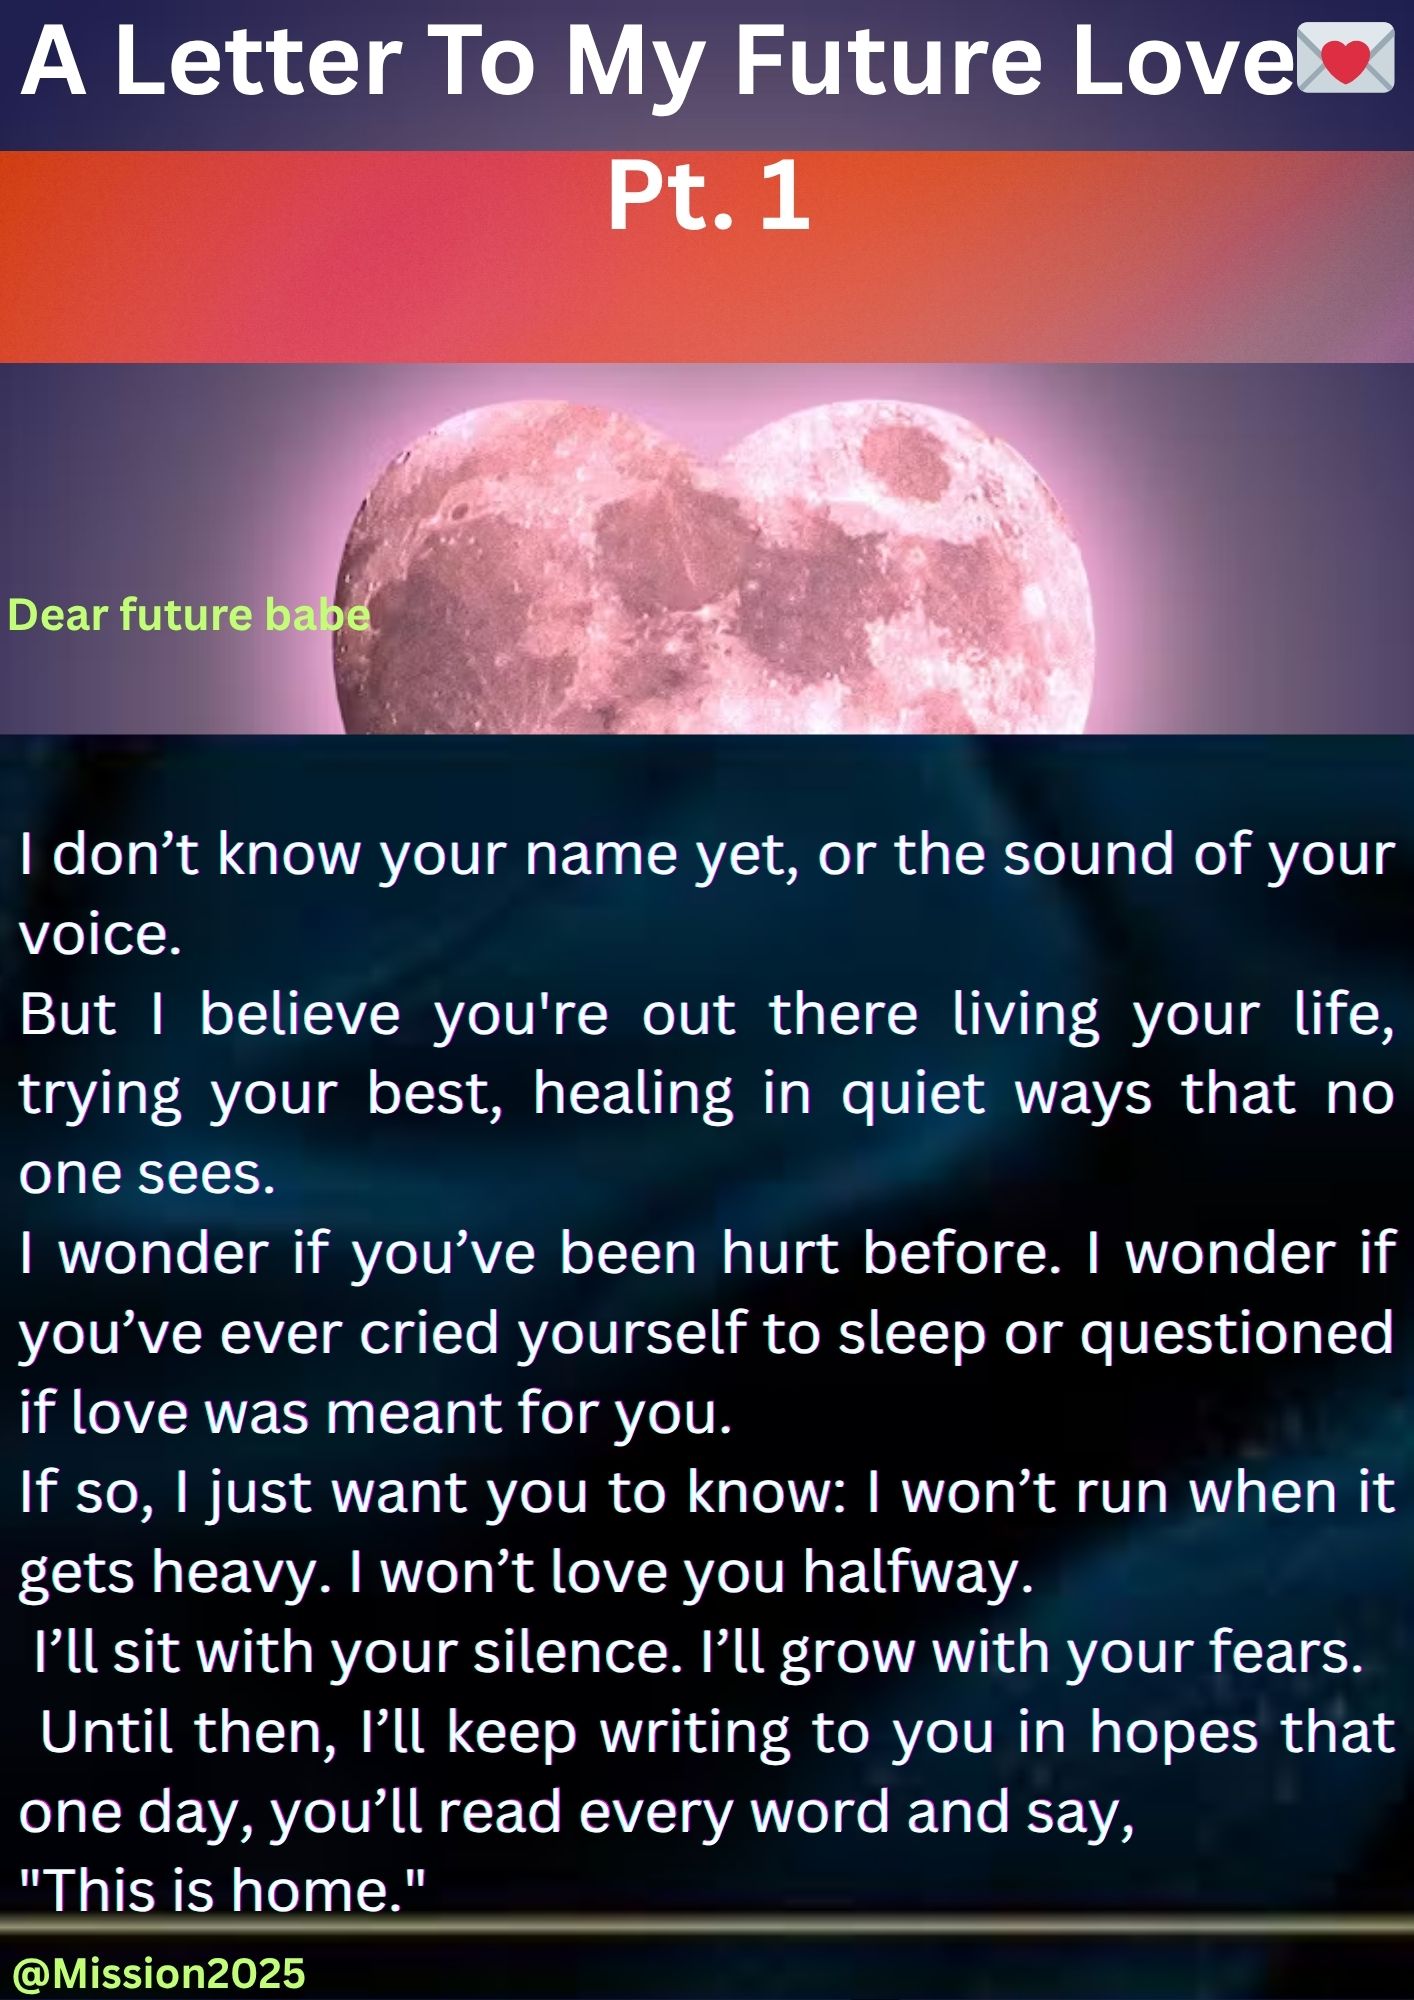 A Letter To My Future Love💌
Pt. 1
Dear future babe
I don’t know your name yet, or the sound of your
voice.
But I believe you're out there living your life,
trying your best, healing in quiet ways that no
one sees.
I wonder if you’ve been hurt before. I wonder if
you’ve ever cried yourself to sleep or questioned
if love was meant for you.
If so, I just want you to know: I won’t run when it
gets heavy. I won’t love you halfway.
I’ll sit with your silence. I’ll grow with your fears.
Until then, I’ll keep writing to you in hopes that
one day, you’ll read every word and say,
"This is home."
@Mission2025